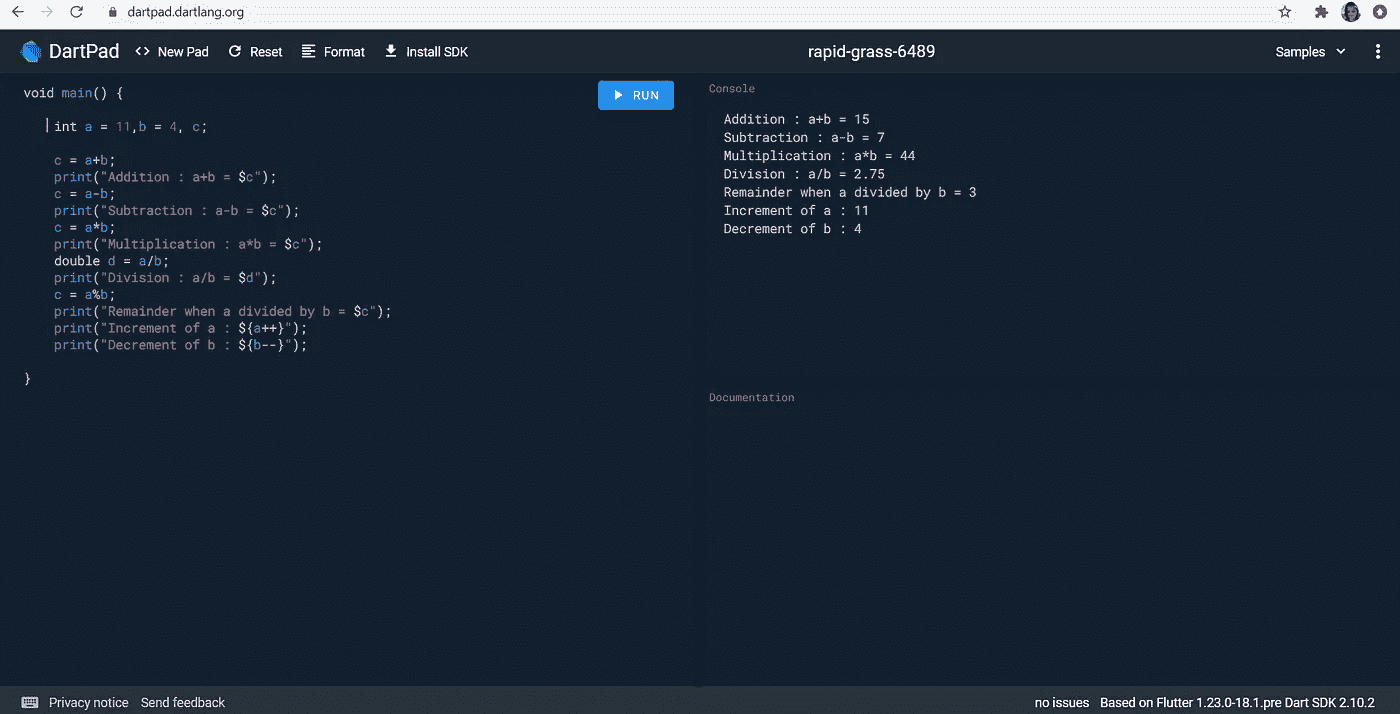 dartpad.dartlang.org
DartPad <> New Pad Reset Format Install SDK rapid-grass-6489 Samples
void main() {
int a = 11,b = 4, c;
c = a+b;
print("Addition : a+b = $c");
c = a-b;
print("Subtraction : a-b = $c");
c = a*b;
print("Multiplication : a*b = $c");
double d = a/b;
print("Division : a/b = $d");
c = a%b;
print("Remainder when a divided by b = $c");
print("Increment of a : ${a++}");
print("Decrement of b : ${b--}");
}
RUN
Console
Addition : a+b = 15
Subtraction : a-b = 7
Multiplication : a*b = 44
Division : a/b = 2.75
Remainder when a divided by b = 3
Increment of a : 11
Decrement of b : 4
Documentation
Privacy notice Send feedback no issues Based on Flutter 1.23.0-18.1.pre Dart SDK 2.10.2